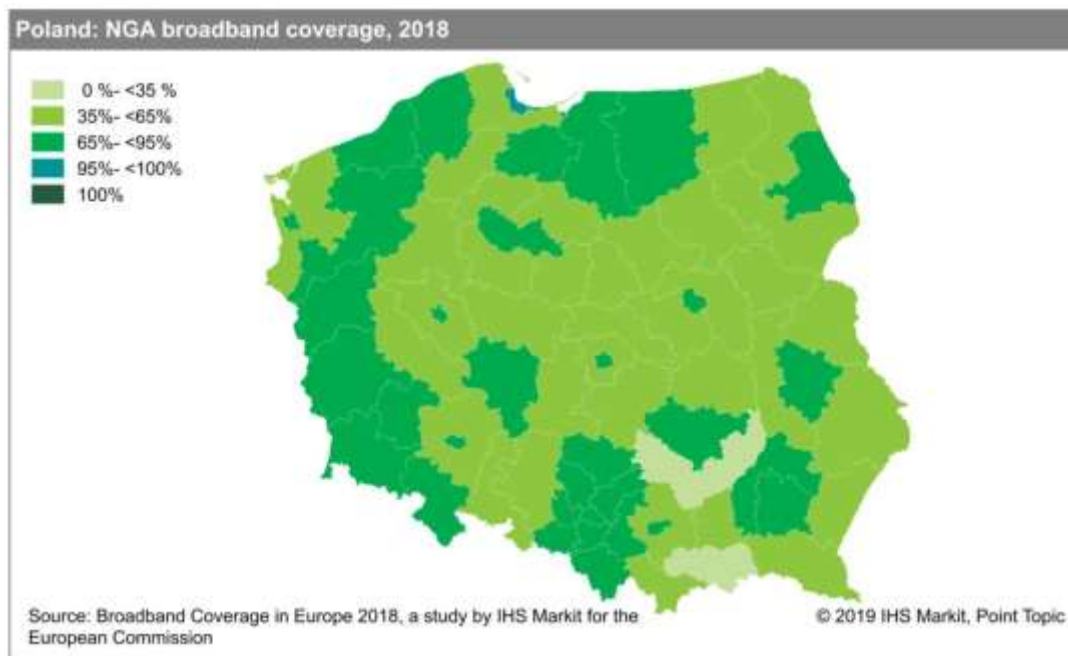 Poland: NGA broadband coverage, 2018
0 %- <35 %
35%- <65%
65%- <95%
95%- <100%
100%
Source: Broadband Coverage in Europe 2018, a study by IHS Markit for the
European Commission
© 2019 IHS Markit, Point Topic